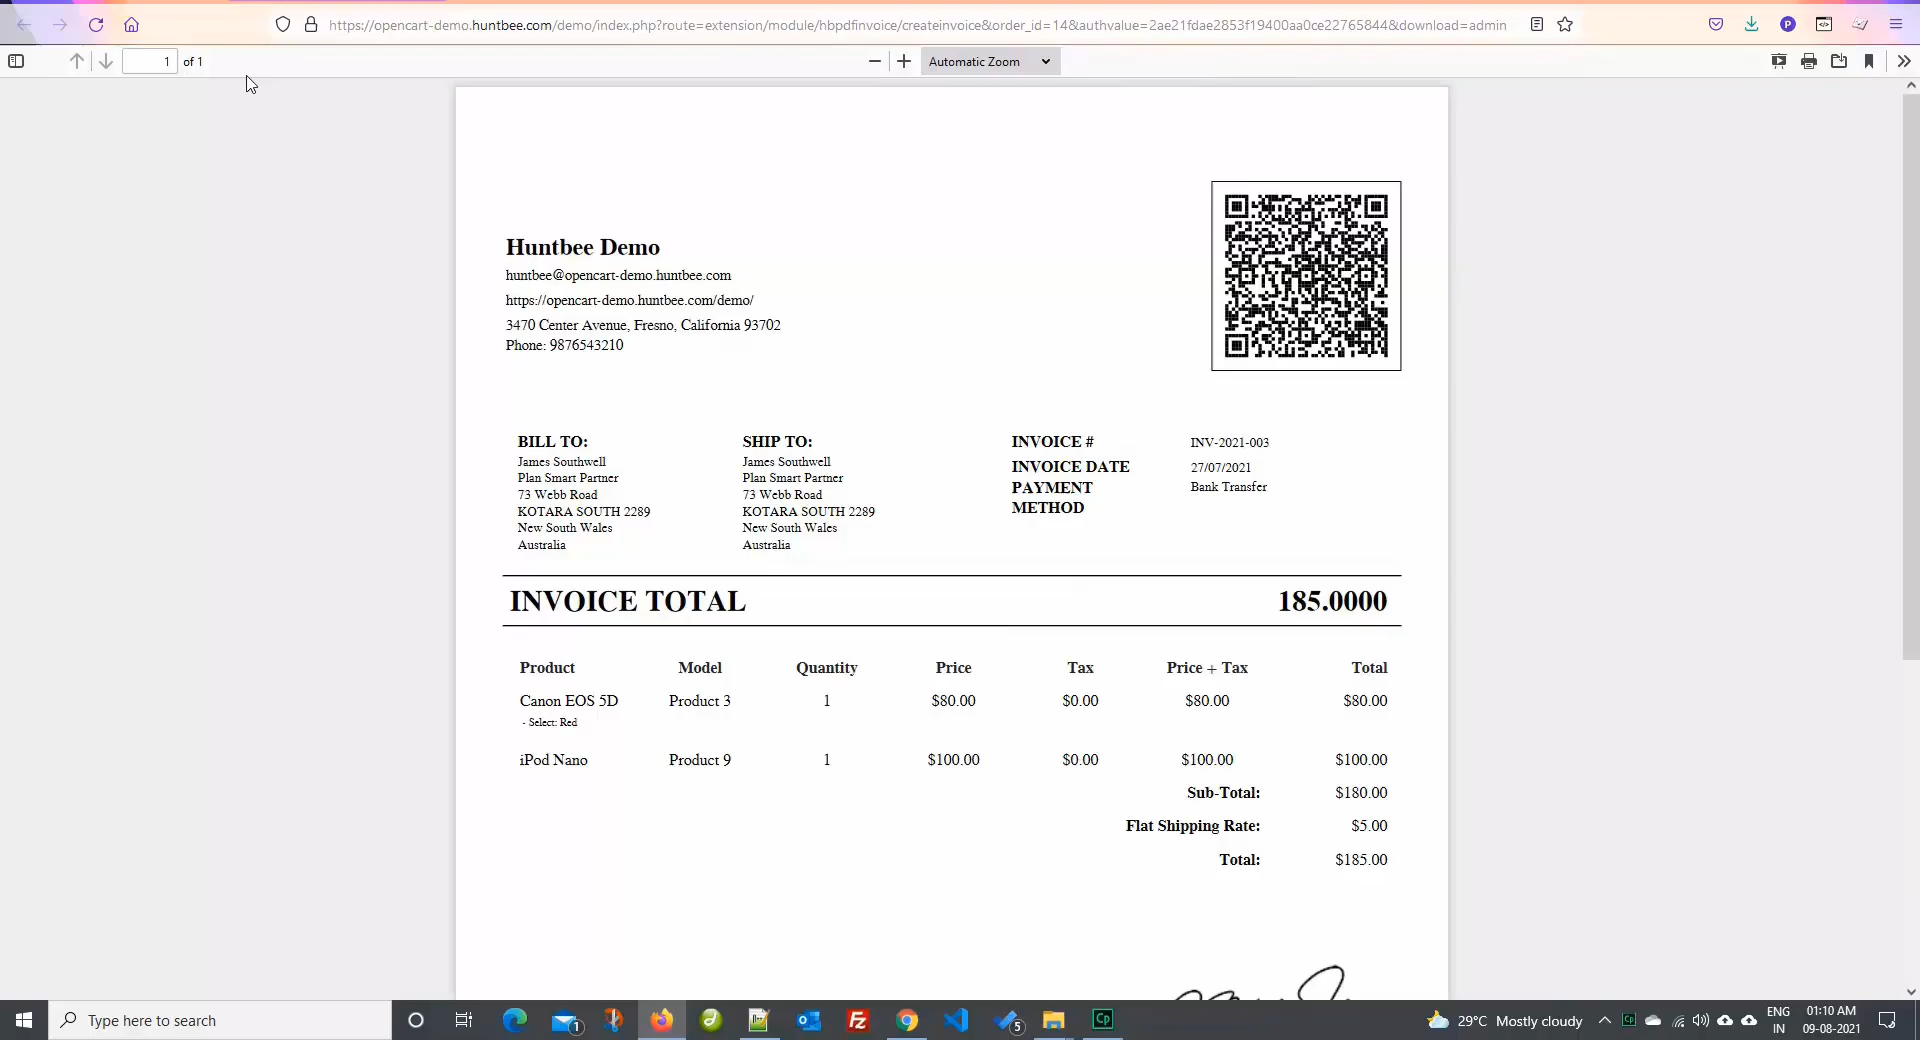 https://opencart-demo.huntbee.com/demo/index.php?route=extension/module/hbpdfinvoice/createinvoice&order_id=14&authvalue=2ae21fdae2853f19400aa0ce22765844&download=admin
1 of 1
Automatic Zoom
Huntbee Demo
huntbee@opencart-demo.huntbee.com
https://opencart-demo.huntbee.com/demo/
3470 Center Avenue, Fresno, California 93702
Phone: 9876543210
BILL TO:
James Southwell
Plan Smart Partner
73 Webb Road
KOTARA SOUTH 2289
New South Wales
Australia
SHIP TO:
James Southwell
Plan Smart Partner
73 Webb Road
KOTARA SOUTH 2289
New South Wales
Australia
INVOICE # INV-2021-003
INVOICE DATE 27/07/2021
PAYMENT METHOD Bank Transfer
INVOICE TOTAL 185.0000
Product Model Quantity Price Tax Price + Tax Total
Canon EOS 5D Product 3 1 $80.00 $0.00 $80.00 $80.00
- Select: Red
iPod Nano Product 9 1 $100.00 $0.00 $100.00 $100.00
Sub-Total: $180.00
Flat Shipping Rate: $5.00
Total: $185.00
Type here to search
1
5
29°C Mostly cloudy
ENG
IN
01:10 AM
09-08-2021